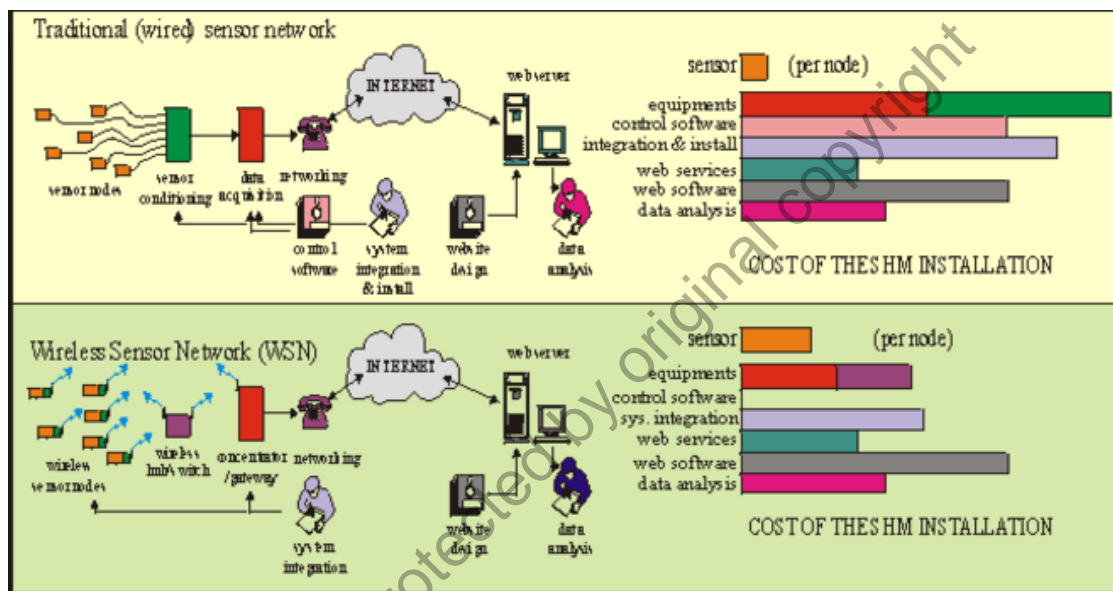 Traditional (wired) sensor network
INTERNET
web server
sensor nodes
sensor
conditioning
data
acquisition
networking
control
software
system
integration
& install
website
design
data
analysis
sensor (per node)
equipments
control software
integration & install
web services
web software
data analysis
COST OF THE SHM INSTALLATION
Wireless Sensor Network (WSN)
INTERNET
web server
wireless
sensor nodes
wireless
hub/switch
concentrator
/gateway
networking
system
integration
website
design
data
analysis
sensor (per node)
equipments
control software
sys. integration
web services
web software
data analysis
COST OF THE SHM INSTALLATION
protected by original copyright